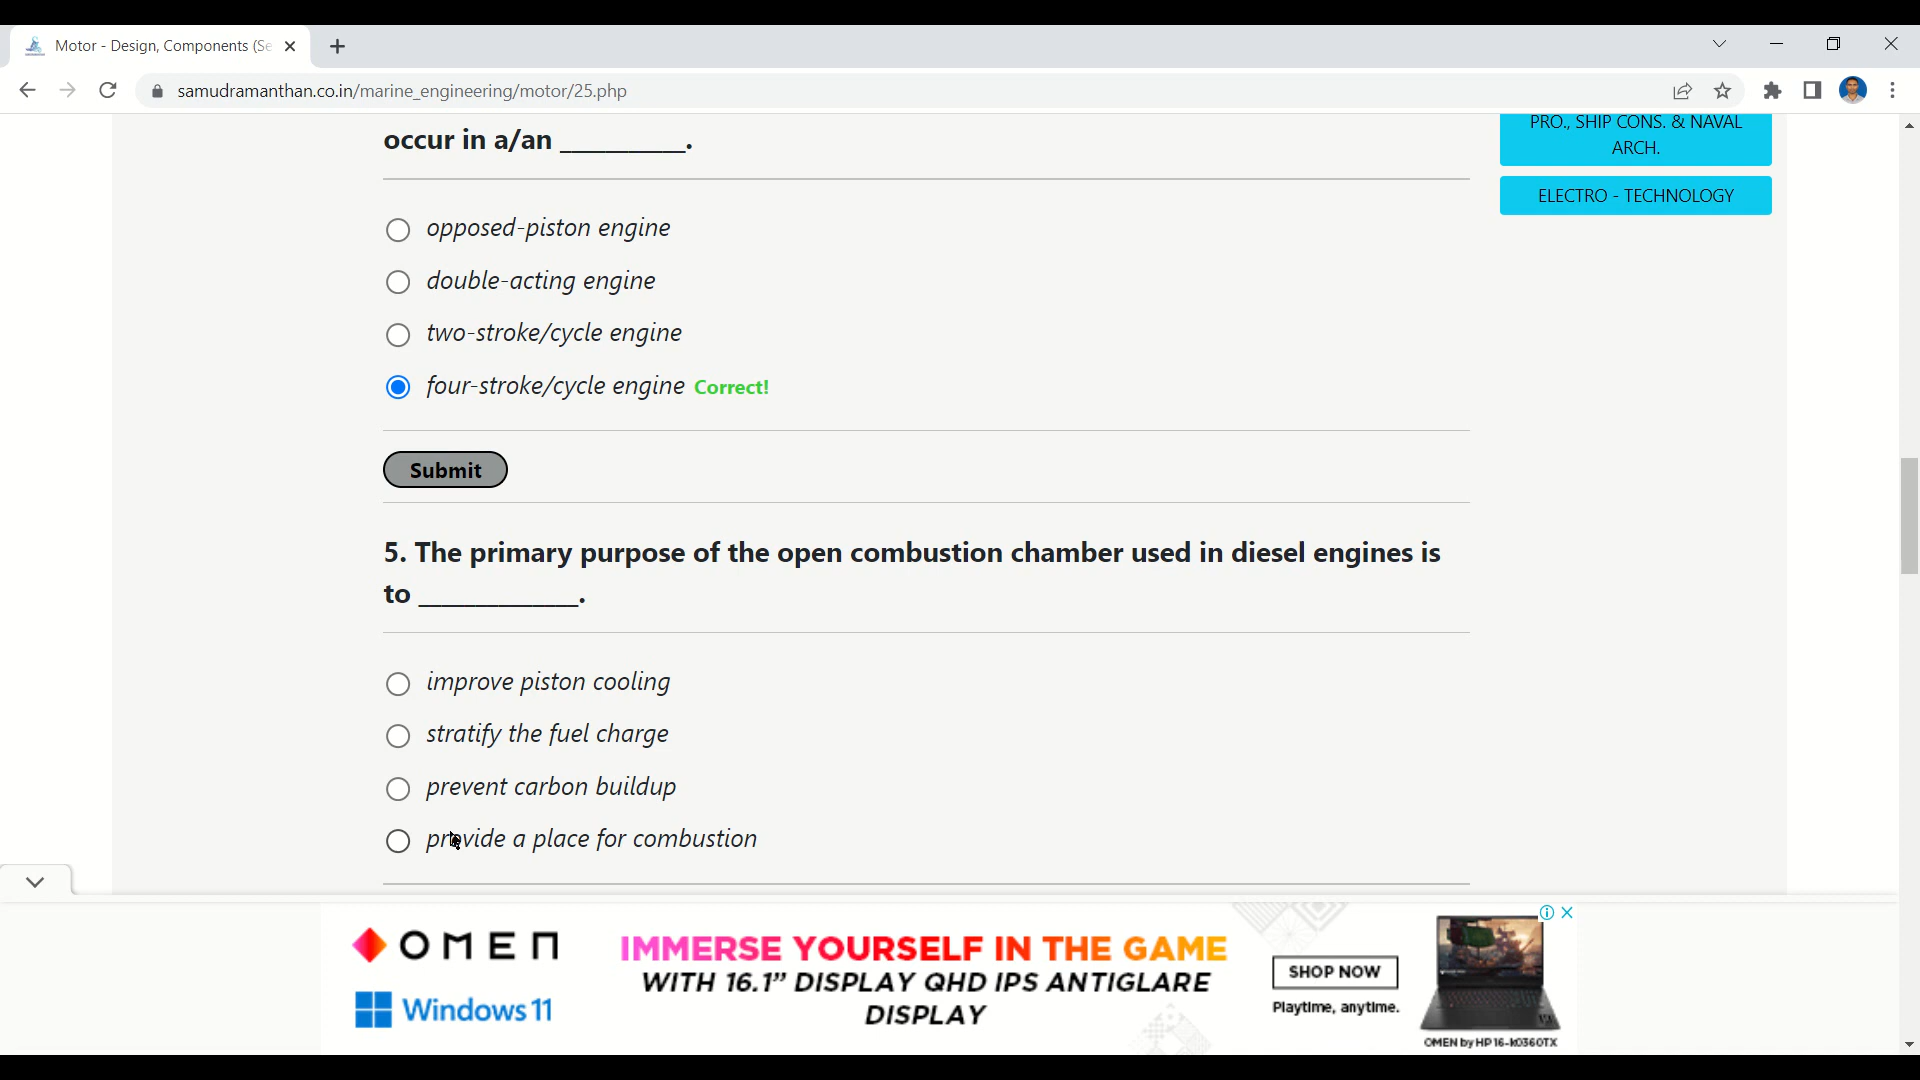 Motor - Design, Components (Se
samudramanthan.co.in/marine_engineering/motor/25.php
PRO., SHIP CONS. & NAVAL
ARCH.
ELECTRO - TECHNOLOGY
occur in a/an __________.
opposed-piston engine
double-acting engine
two-stroke/cycle engine
four-stroke/cycle engine Correct!
Submit
5. The primary purpose of the open combustion chamber used in diesel engines is
to _____________.
improve piston cooling
stratify the fuel charge
prevent carbon buildup
provide a place for combustion
OMEN
Windows 11
IMMERSE YOURSELF IN THE GAME
WITH 16.1” DISPLAY QHD IPS ANTIGLARE
DISPLAY
SHOP NOW
Playtime, anytime.
OMEN by HP 16-k0360TX